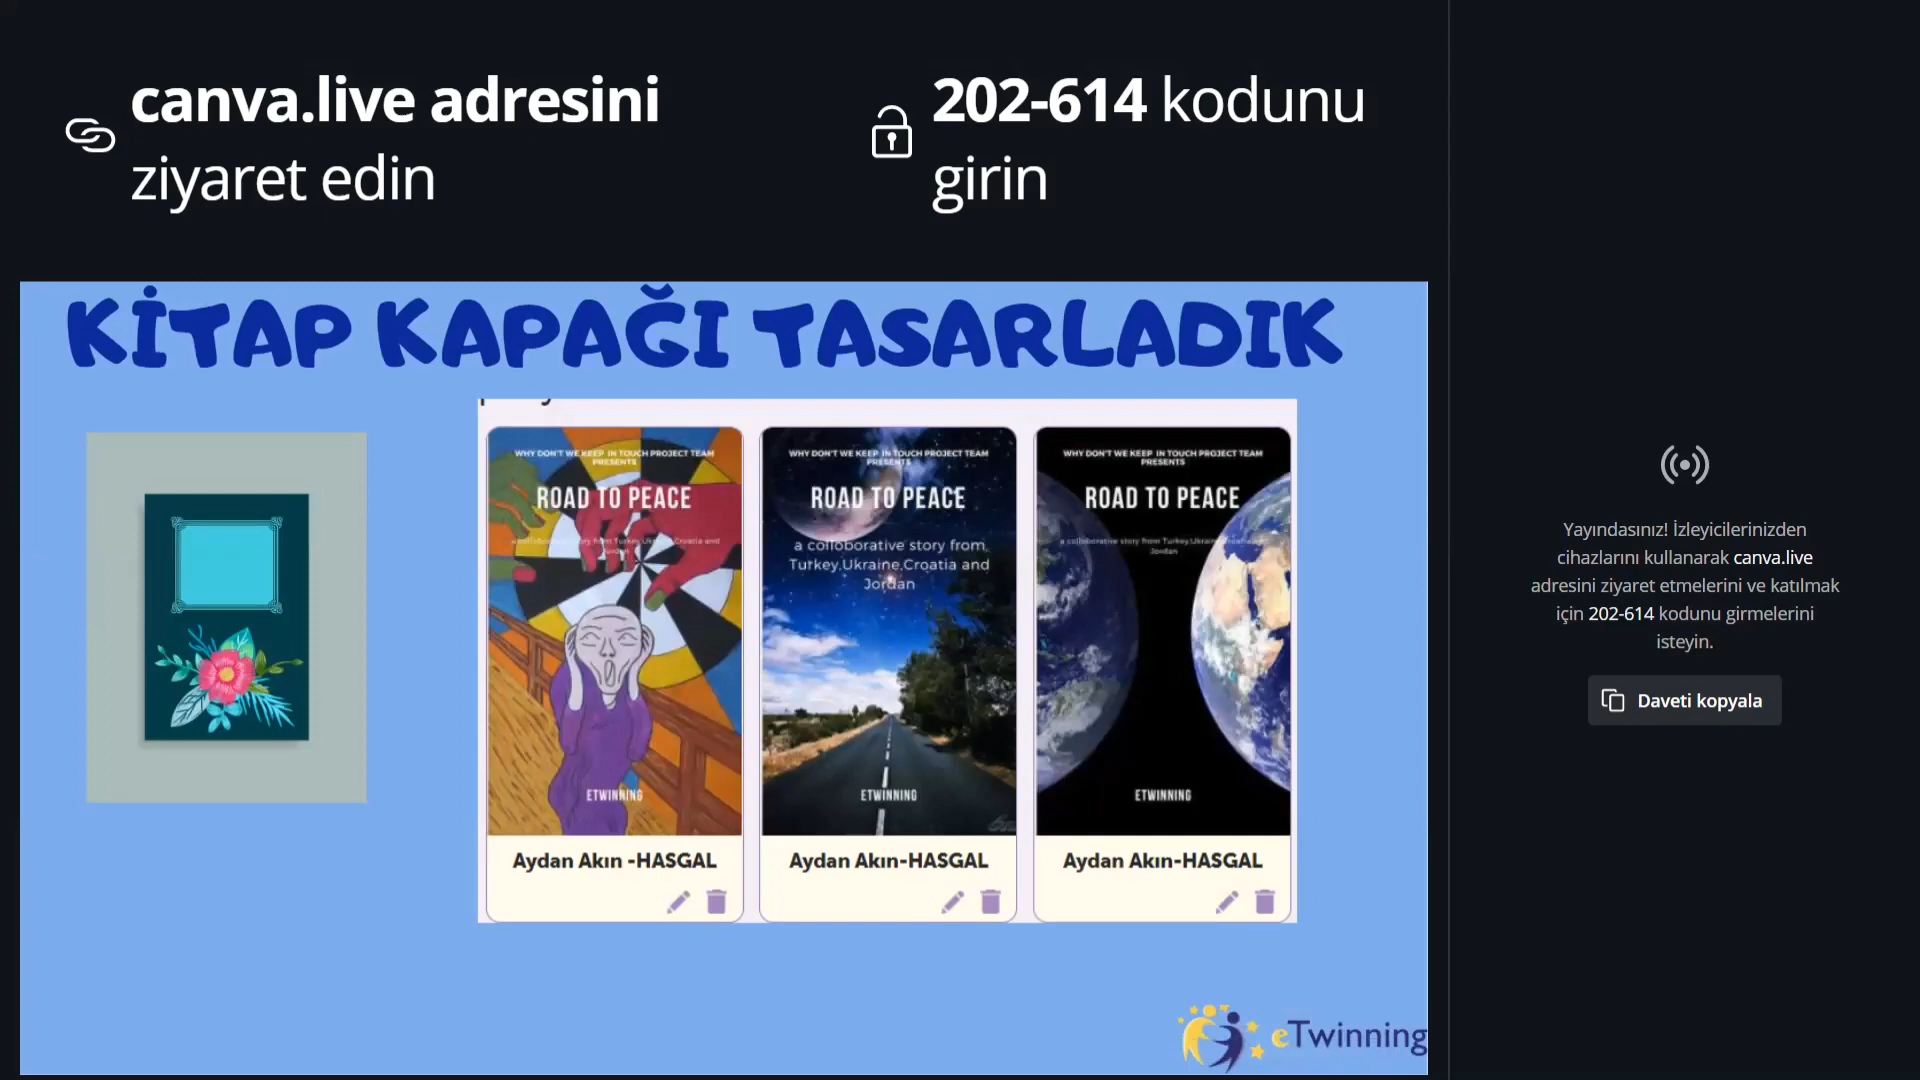 canva.live adresini
ziyaret edin
202-614 kodunu
girin
KİTAP KAPAĞI TASARLADIK
WHY DON'T WE KEEP IN TOUCH PROJECT TEAM
PRESENTS
ROAD TO PEACE
ETWINNING
Aydan Akın -HASGAL
WHY DON'T WE KEEP IN TOUCH PROJECT TEAM
PRESENTS
ROAD TO PEACE
a colloborative story from
Turkey,Ukraine,Croatia and
Jordan
ETWINNING
Aydan Akın-HASGAL
WHY DON'T WE KEEP IN TOUCH PROJECT TEAM
PRESENTS
ROAD TO PEACE
Jordan
ETWINNING
Aydan Akın-HASGAL
eTwinning
Yayındasınız! İzleyicilerinizden
cihazlarını kullanarak canva.live
adresini ziyaret etmelerini ve katılmak
için 202-614 kodunu girmelerini
isteyin.
Daveti kopyala